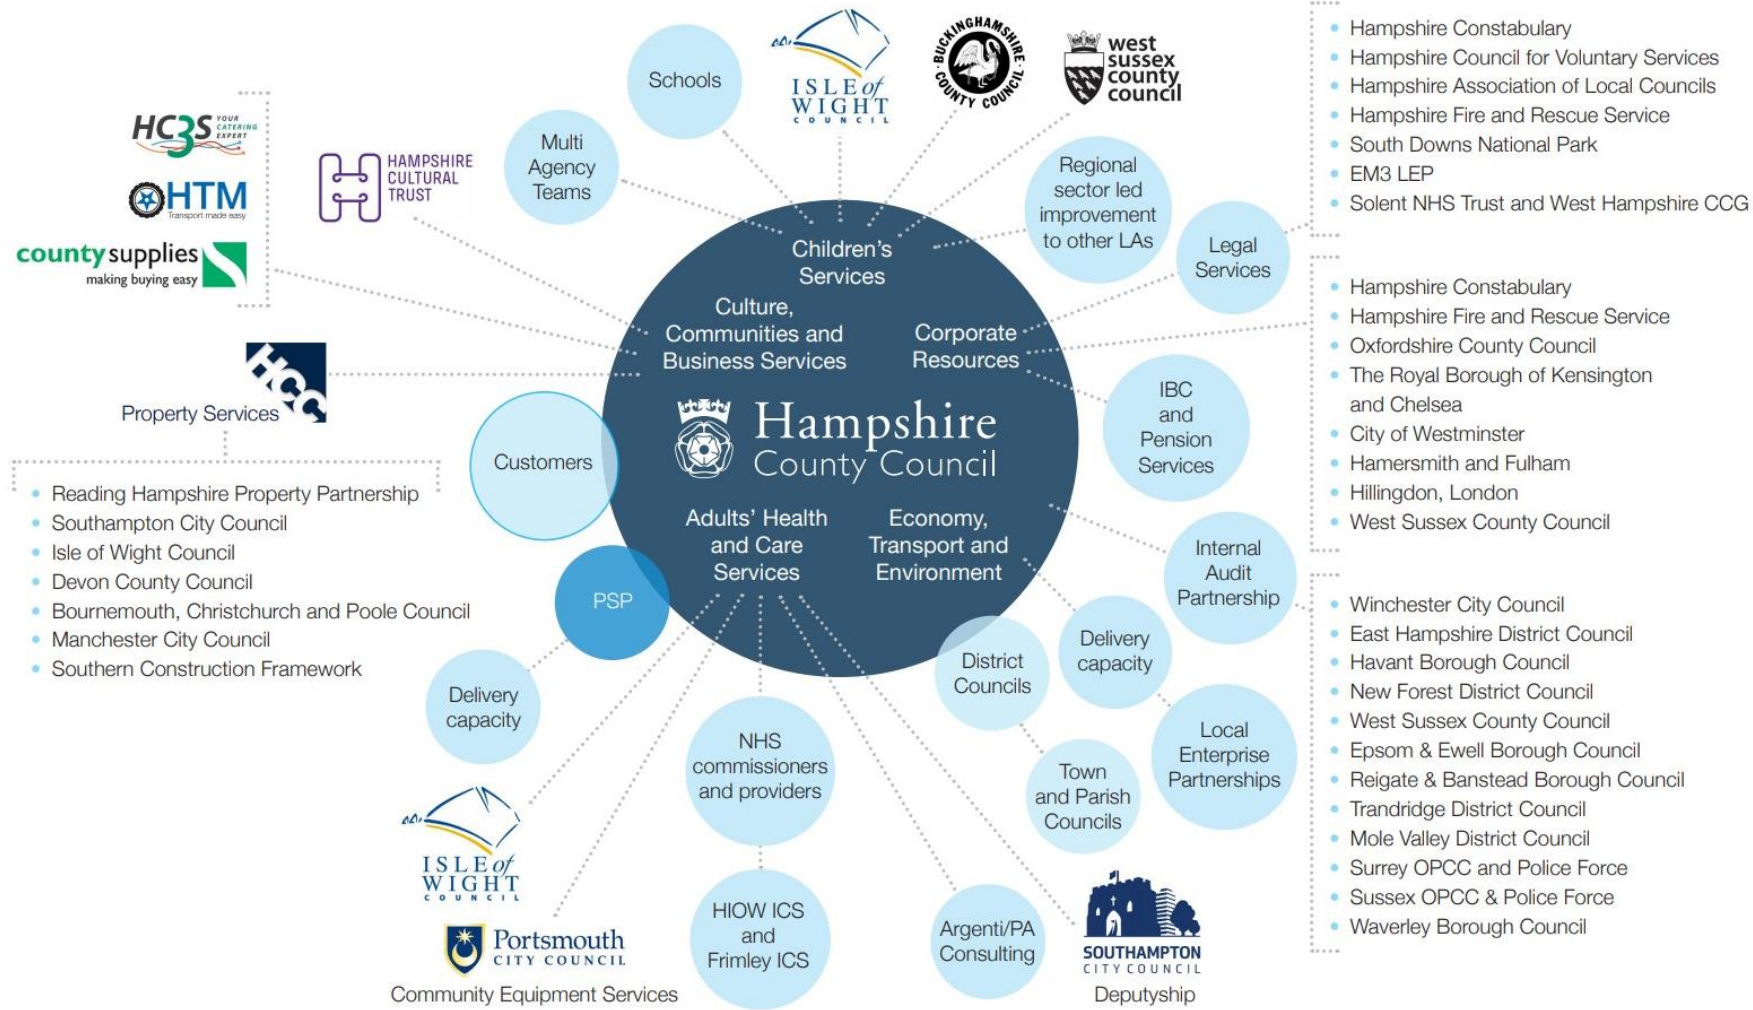 Schools
Multi
Agency
Teams
ISLE of
WIGHT
COUNCIL
BUCKINGHAMSHIRE
COUNTY COUNCIL
west
sussex
county
council
Regional
sector led
improvement
to other LAs
Legal
Services
Hampshire Constabulary
Hampshire Council for Voluntary Services
Hampshire Association of Local Councils
Hampshire Fire and Rescue Service
South Downs National Park
EM3 LEP
Solent NHS Trust and West Hampshire CCG
HC3S YOUR
CATERING
EXPERT
HTM
Transport made easy
county supplies
making buying easy
HAMPSHIRE
CULTURAL
TRUST
Children's
Services
Culture,
Communities and
Business Services
Corporate
Resources
Hampshire
County Council
Adults' Health
and Care
Services
Economy,
Transport and
Environment
HCC
Property Services
Reading Hampshire Property Partnership
Southampton City Council
Isle of Wight Council
Devon County Council
Bournemouth, Christchurch and Poole Council
Manchester City Council
Southern Construction Framework
Customers
PSP
Delivery
capacity
IBC
and
Pension
Services
Hampshire Constabulary
Hampshire Fire and Rescue Service
Oxfordshire County Council
The Royal Borough of Kensington
and Chelsea
City of Westminster
Hamersmith and Fulham
Hillingdon, London
West Sussex County Council
Internal
Audit
Partnership
Winchester City Council
East Hampshire District Council
Havant Borough Council
New Forest District Council
West Sussex County Council
Epsom & Ewell Borough Council
Reigate & Banstead Borough Council
Trandridge District Council
Mole Valley District Council
Surrey OPCC and Police Force
Sussex OPCC & Police Force
Waverley Borough Council
District
Councils
Delivery
capacity
Town
and Parish
Councils
Local
Enterprise
Partnerships
ISLE of
WIGHT
COUNCIL
Portsmouth
CITY COUNCIL
Community Equipment Services
NHS
commissioners
and providers
HIOW ICS
and
Frimley ICS
Argenti/PA
Consulting
SOUTHAMPTON
CITY COUNCIL
Deputyship